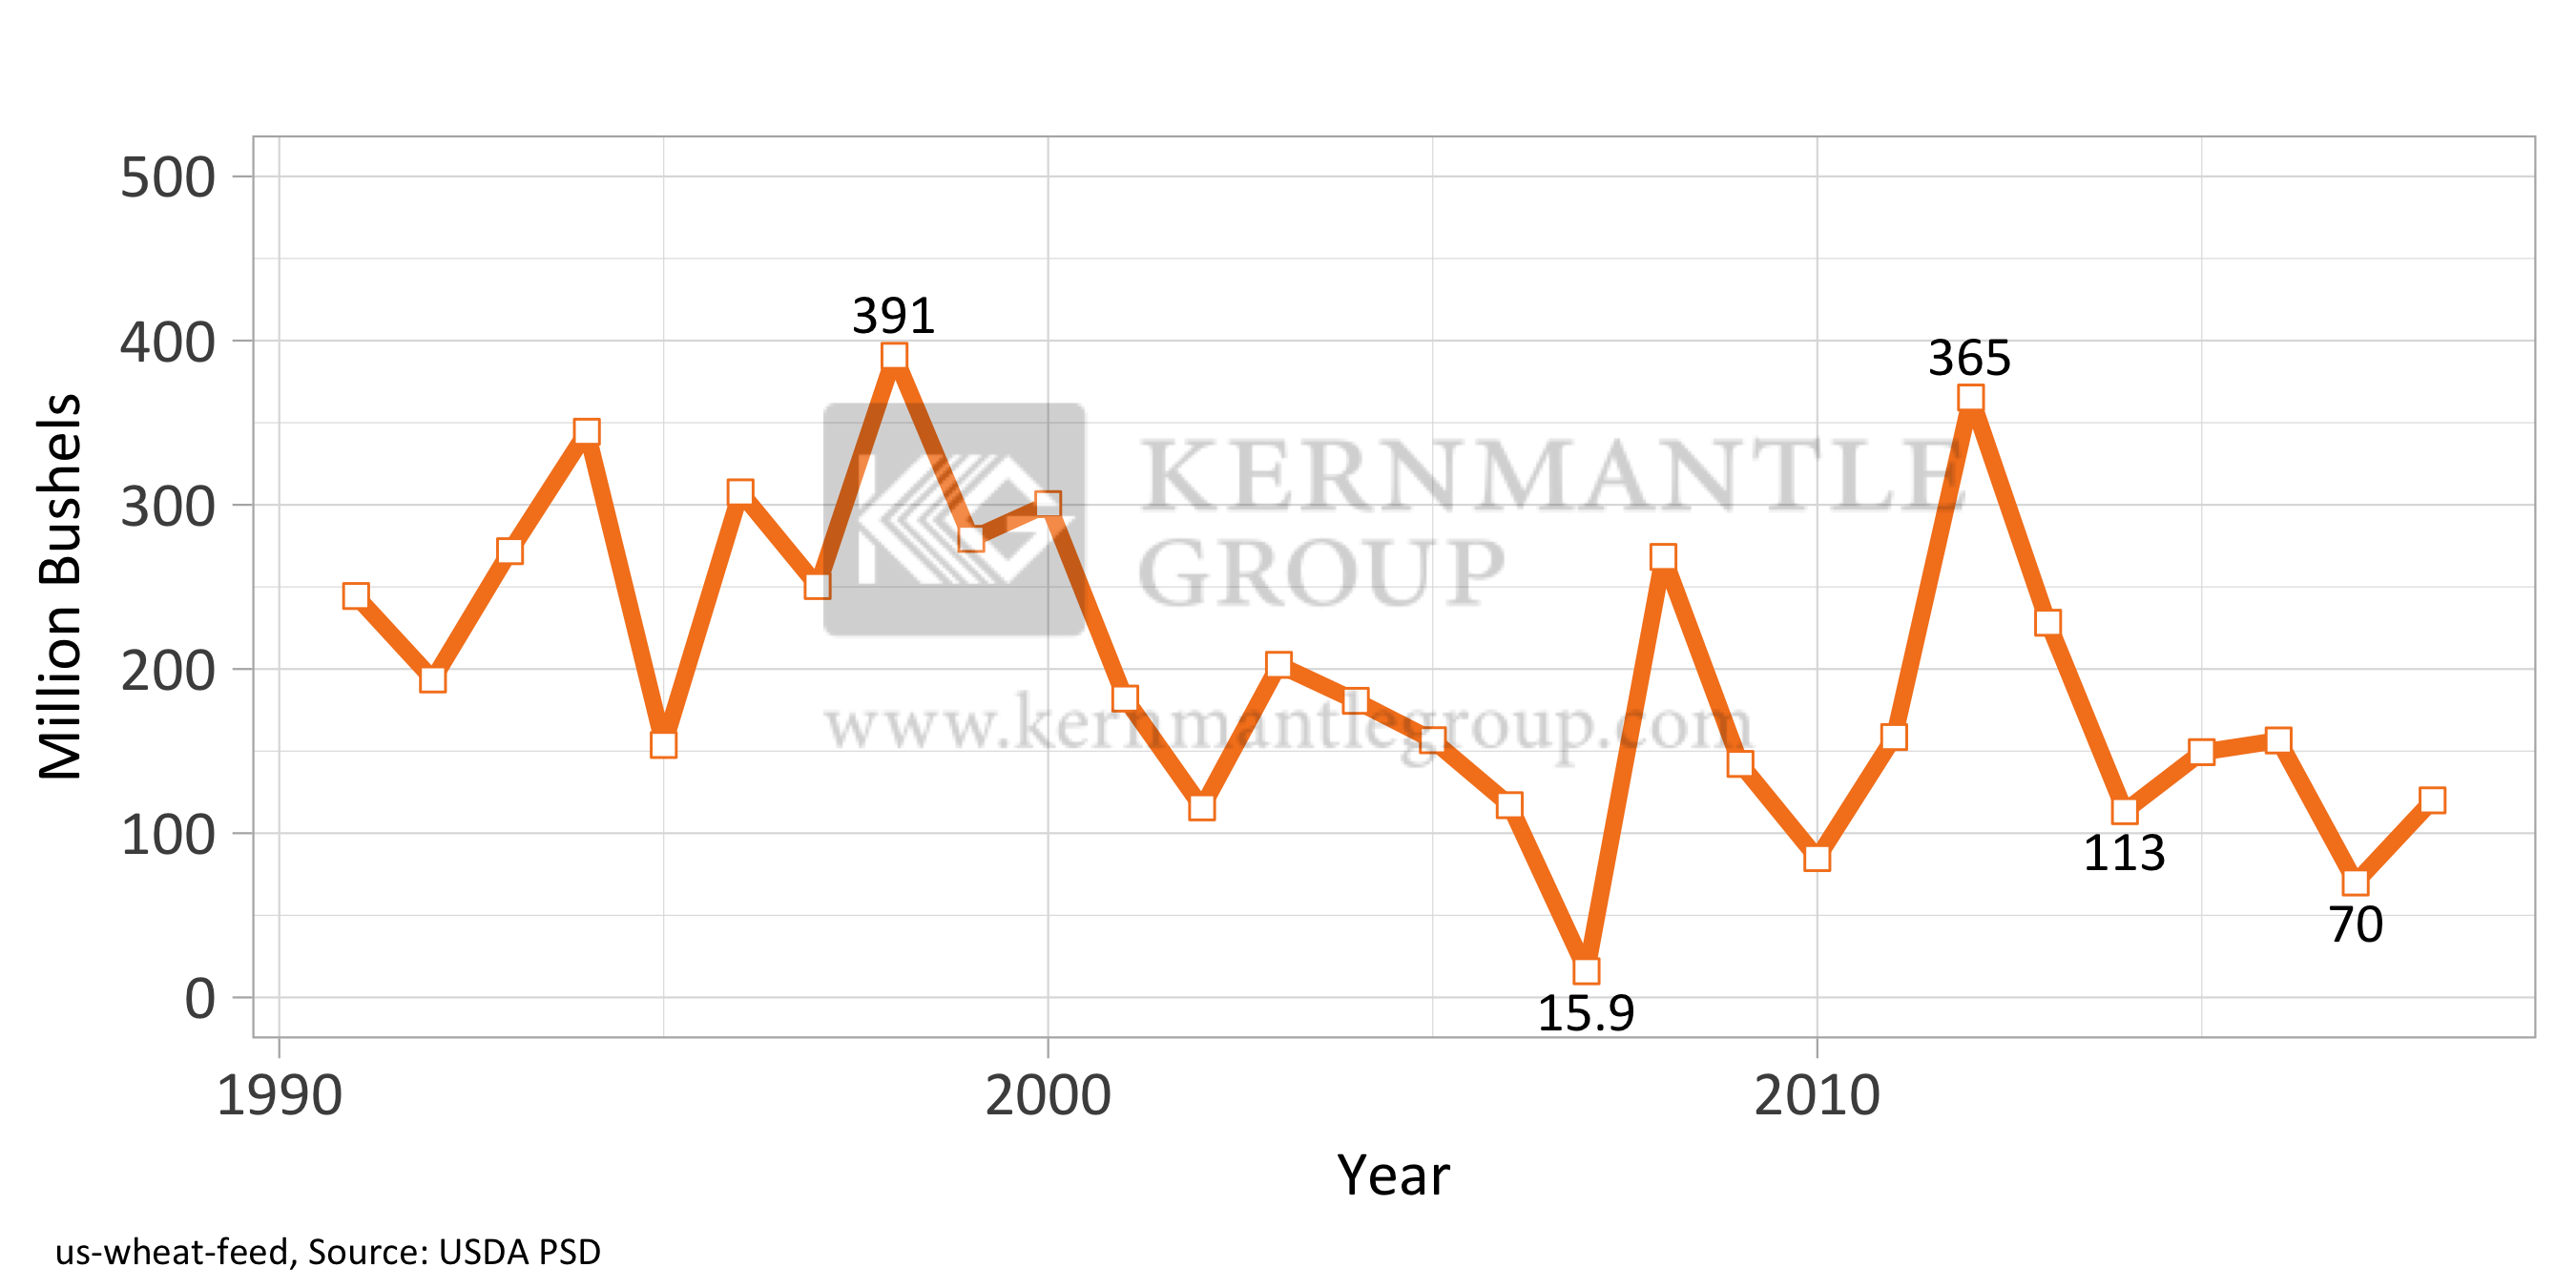 500
400
300
200
100
0
Million Bushels
391
365
15.9
113
70
KERNMANTLE
GROUP
www.kernmantlegroup.com
1990
2000
2010
Year
us-wheat-feed, Source: USDA PSD